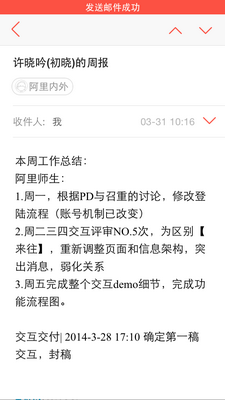 发送邮件成功
许晓吟(初晓)的周报
阿里内外
收件人： 我 03-31 10:16
本周工作总结：
阿里师生：
1.周一，根据PD与召重的讨论，修改登
陆流程（账号机制已改变）
2.周二三四交互评审NO.5次，为区别【
来往】，重新调整页面和信息架构，突
出消息，弱化关系
3.周五完成整个交互demo细节，完成功
能流程图。
交互交付| 2014-3-28 17:10 确定第一稿
交互，封稿